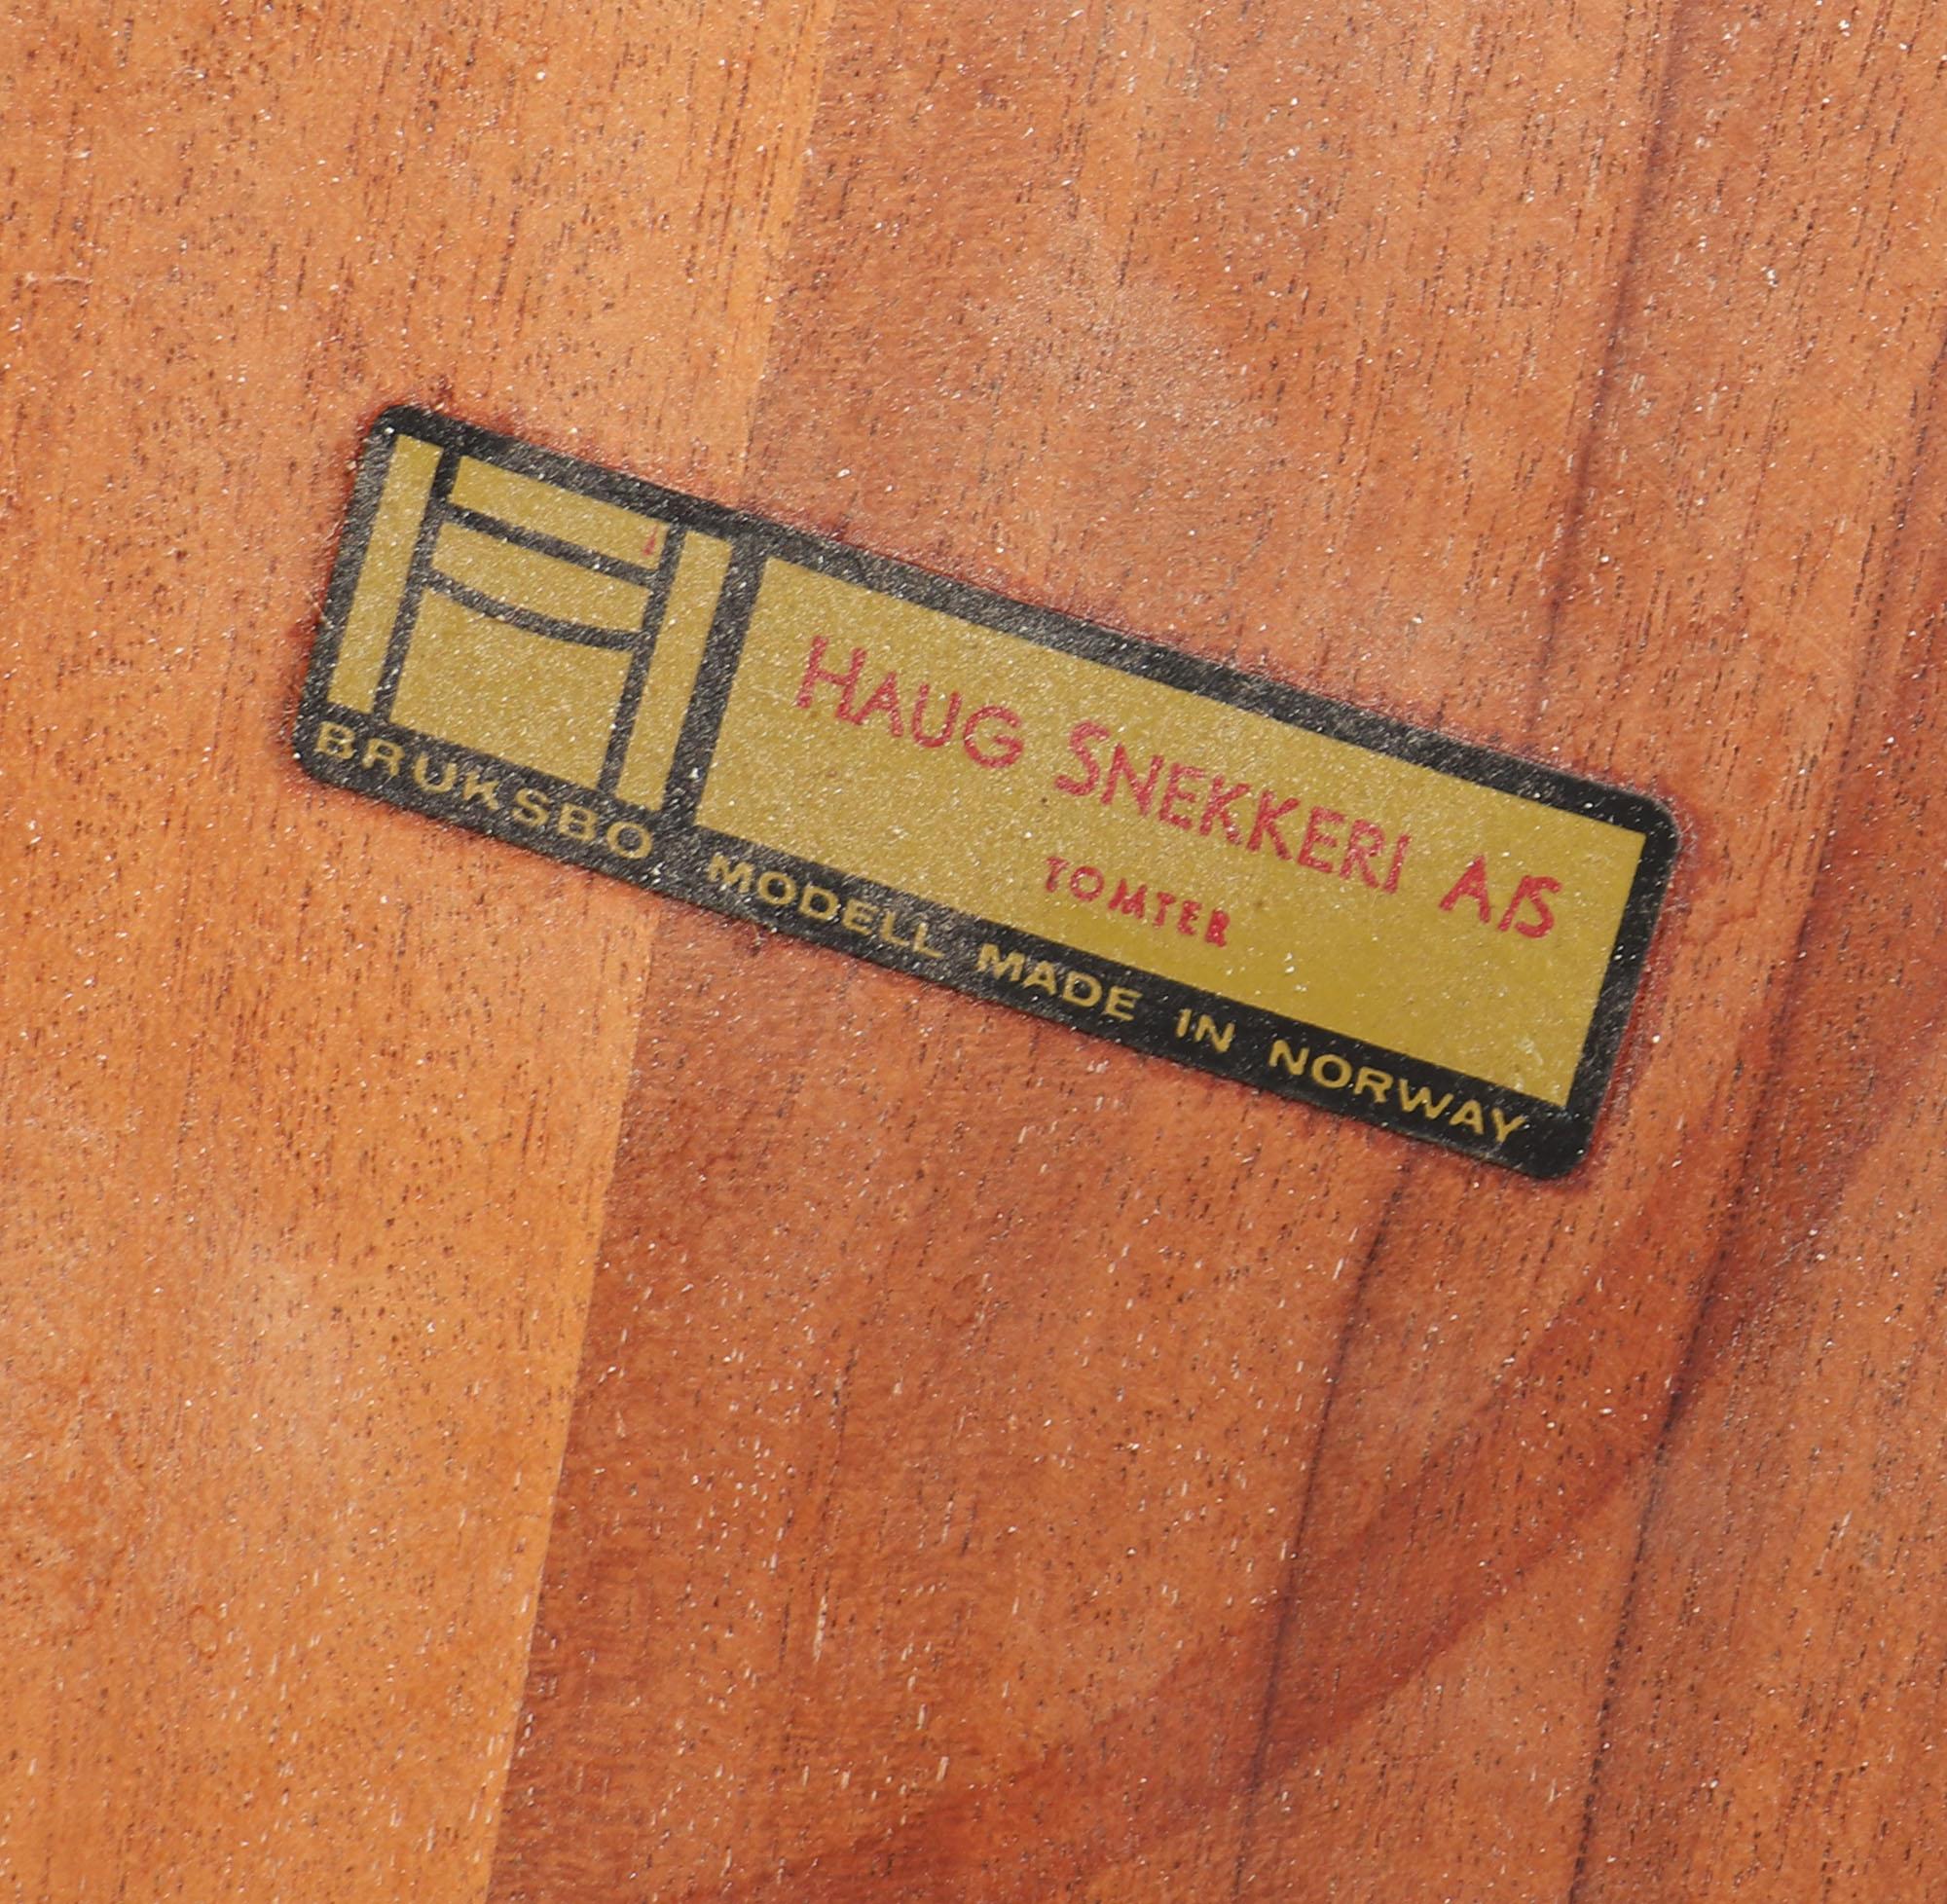 HAUG SNEKKERI A/S
TOMTER
BRUKSBO MODELL MADE IN NORWAY